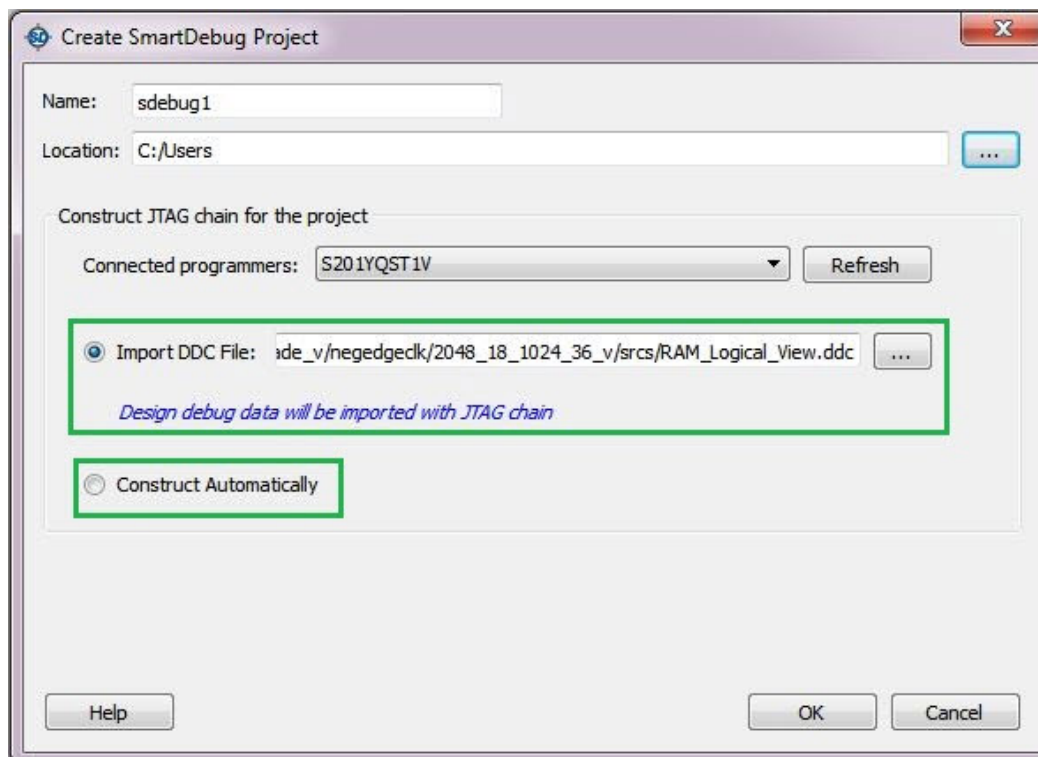 Create SmartDebug Project
Name: sdebug1
Location: C:/Users ...
Construct JTAG chain for the project
Connected programmers: S201YQST1V Refresh
Import DDC File: ade_v/negedgeclk/2048_18_1024_36_v/srcs/RAM_Logical_View.ddc ...
Design debug data will be imported with JTAG chain
Construct Automatically
Help OK Cancel